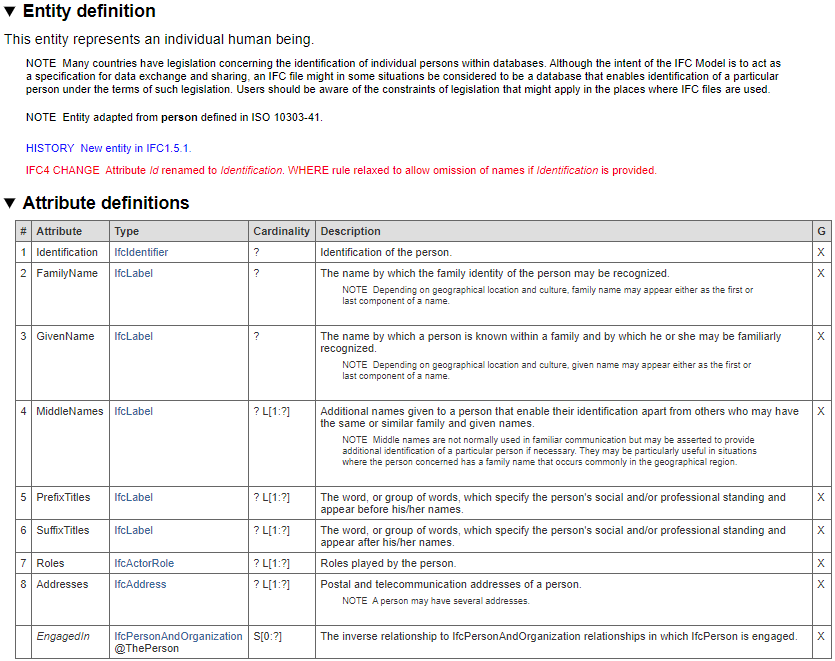 ▼ Entity definition
This entity represents an individual human being.
NOTE Many countries have legislation concerning the identification of individual persons within databases. Although the intent of the IFC Model is to act as
a specification for data exchange and sharing, an IFC file might in some situations be considered to be a database that enables identification of a particular
person under the terms of such legislation. Users should be aware of the constraints of legislation that might apply in the places where IFC files are used.
NOTE Entity adapted from person defined in ISO 10303-41.
HISTORY New entity in IFC1.5.1.
IFC4 CHANGE Attribute Id renamed to Identification. WHERE rule relaxed to allow omission of names if Identification is provided.
▼ Attribute definitions
# Attribute Type Cardinality Description G
1 Identification IfcIdentifier ? Identification of the person. X
2 FamilyName IfcLabel ? The name by which the family identity of the person may be recognized. X
NOTE Depending on geographical location and culture, family name may appear either as the first or
last component of a name.
3 GivenName IfcLabel ? The name by which a person is known within a family and by which he or she may be familiarly X
recognized.
NOTE Depending on geographical location and culture, given name may appear either as the first or
last component of a name.
4 MiddleNames IfcLabel ? L[1:?] Additional names given to a person that enable their identification apart from others who may have X
the same or similar family and given names.
NOTE Middle names are not normally used in familiar communication but may be asserted to provide
additional identification of a particular person if necessary. They may be particularly useful in situations
where the person concerned has a family name that occurs commonly in the geographical region.
5 PrefixTitles IfcLabel ? L[1:?] The word, or group of words, which specify the person's social and/or professional standing and X
appear before his/her names.
6 SuffixTitles IfcLabel ? L[1:?] The word, or group of words, which specify the person's social and/or professional standing and X
appear after his/her names.
7 Roles IfcActorRole ? L[1:?] Roles played by the person. X
8 Addresses IfcAddress ? L[1:?] Postal and telecommunication addresses of a person. X
NOTE A person may have several addresses.
EngagedIn IfcPersonAndOrganization S[0:?] The inverse relationship to IfcPersonAndOrganization relationships in which IfcPerson is engaged. X
@ThePerson